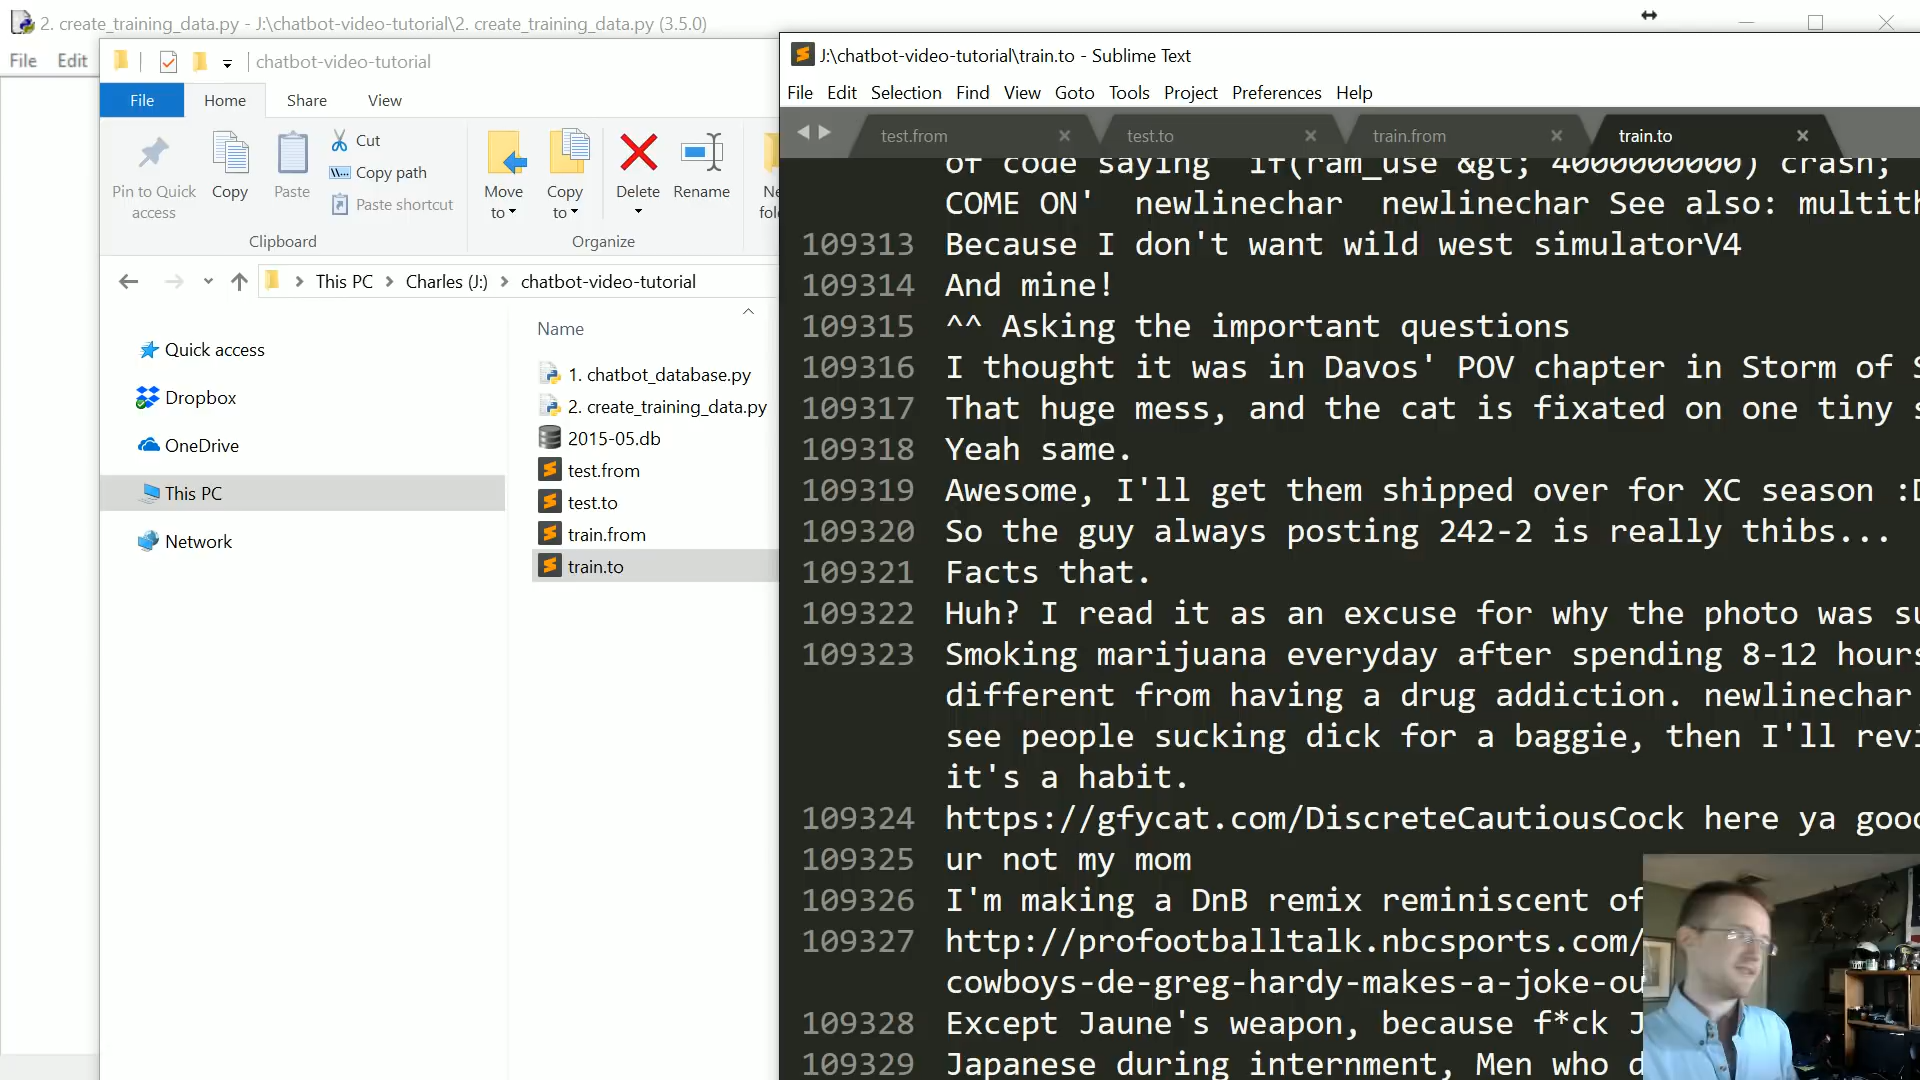 2. create_training_data.py - J:\chatbot-video-tutorial\2. create_training_data.py (3.5.0)
File Edit
chatbot-video-tutorial
File Home Share View
Pin to Quick access
Copy
Paste
Cut
Copy path
Paste shortcut
Clipboard
Move to
Copy to
Delete
Rename
Organize
This PC
Charles (J:)
chatbot-video-tutorial
Quick access
Dropbox
OneDrive
This PC
Network
Name
1. chatbot_database.py
2. create_training_data.py
2015-05.db
test.from
test.to
train.from
train.to
J:\chatbot-video-tutorial\train.to - Sublime Text
File Edit Selection Find View Goto Tools Project Preferences Help
test.from test.to train.from train.to
of code saying  if(ram_use &gt; 4000000000) crash;
COME ON'  newlinechar  newlinechar See also:
109313 Because I don't want wild west simulatorV4
109314 And mine!
109315 ^^ Asking the important questions
109316 I thought it was in Davos' POV chapter in Storm of
109317 That huge mess, and the cat is fixated on one tiny
109318 Yeah same.
109319 Awesome, I'll get them shipped over for XC season :D
109320 So the guy always posting 242-2 is really thibs...
109321 Facts that.
109322 Huh? I read it as an excuse for why the photo was
109323 Smoking marijuana everyday after spending 8-12 hours
different from having a drug addiction. newlinechar
see people sucking dick for a baggie, then I'll
it's a habit.
109324 https://gfycat.com/DiscreteCautiousCock here ya
109325 ur not my mom
109326 I'm making a DnB remix reminiscent of
109327 http://profootballtalk.nbcsports.com/
cowboys-de-greg-hardy-makes-a-joke-ou
109328 Except Jaune's weapon, because f*ck
109329 Japanese during internment, Men who